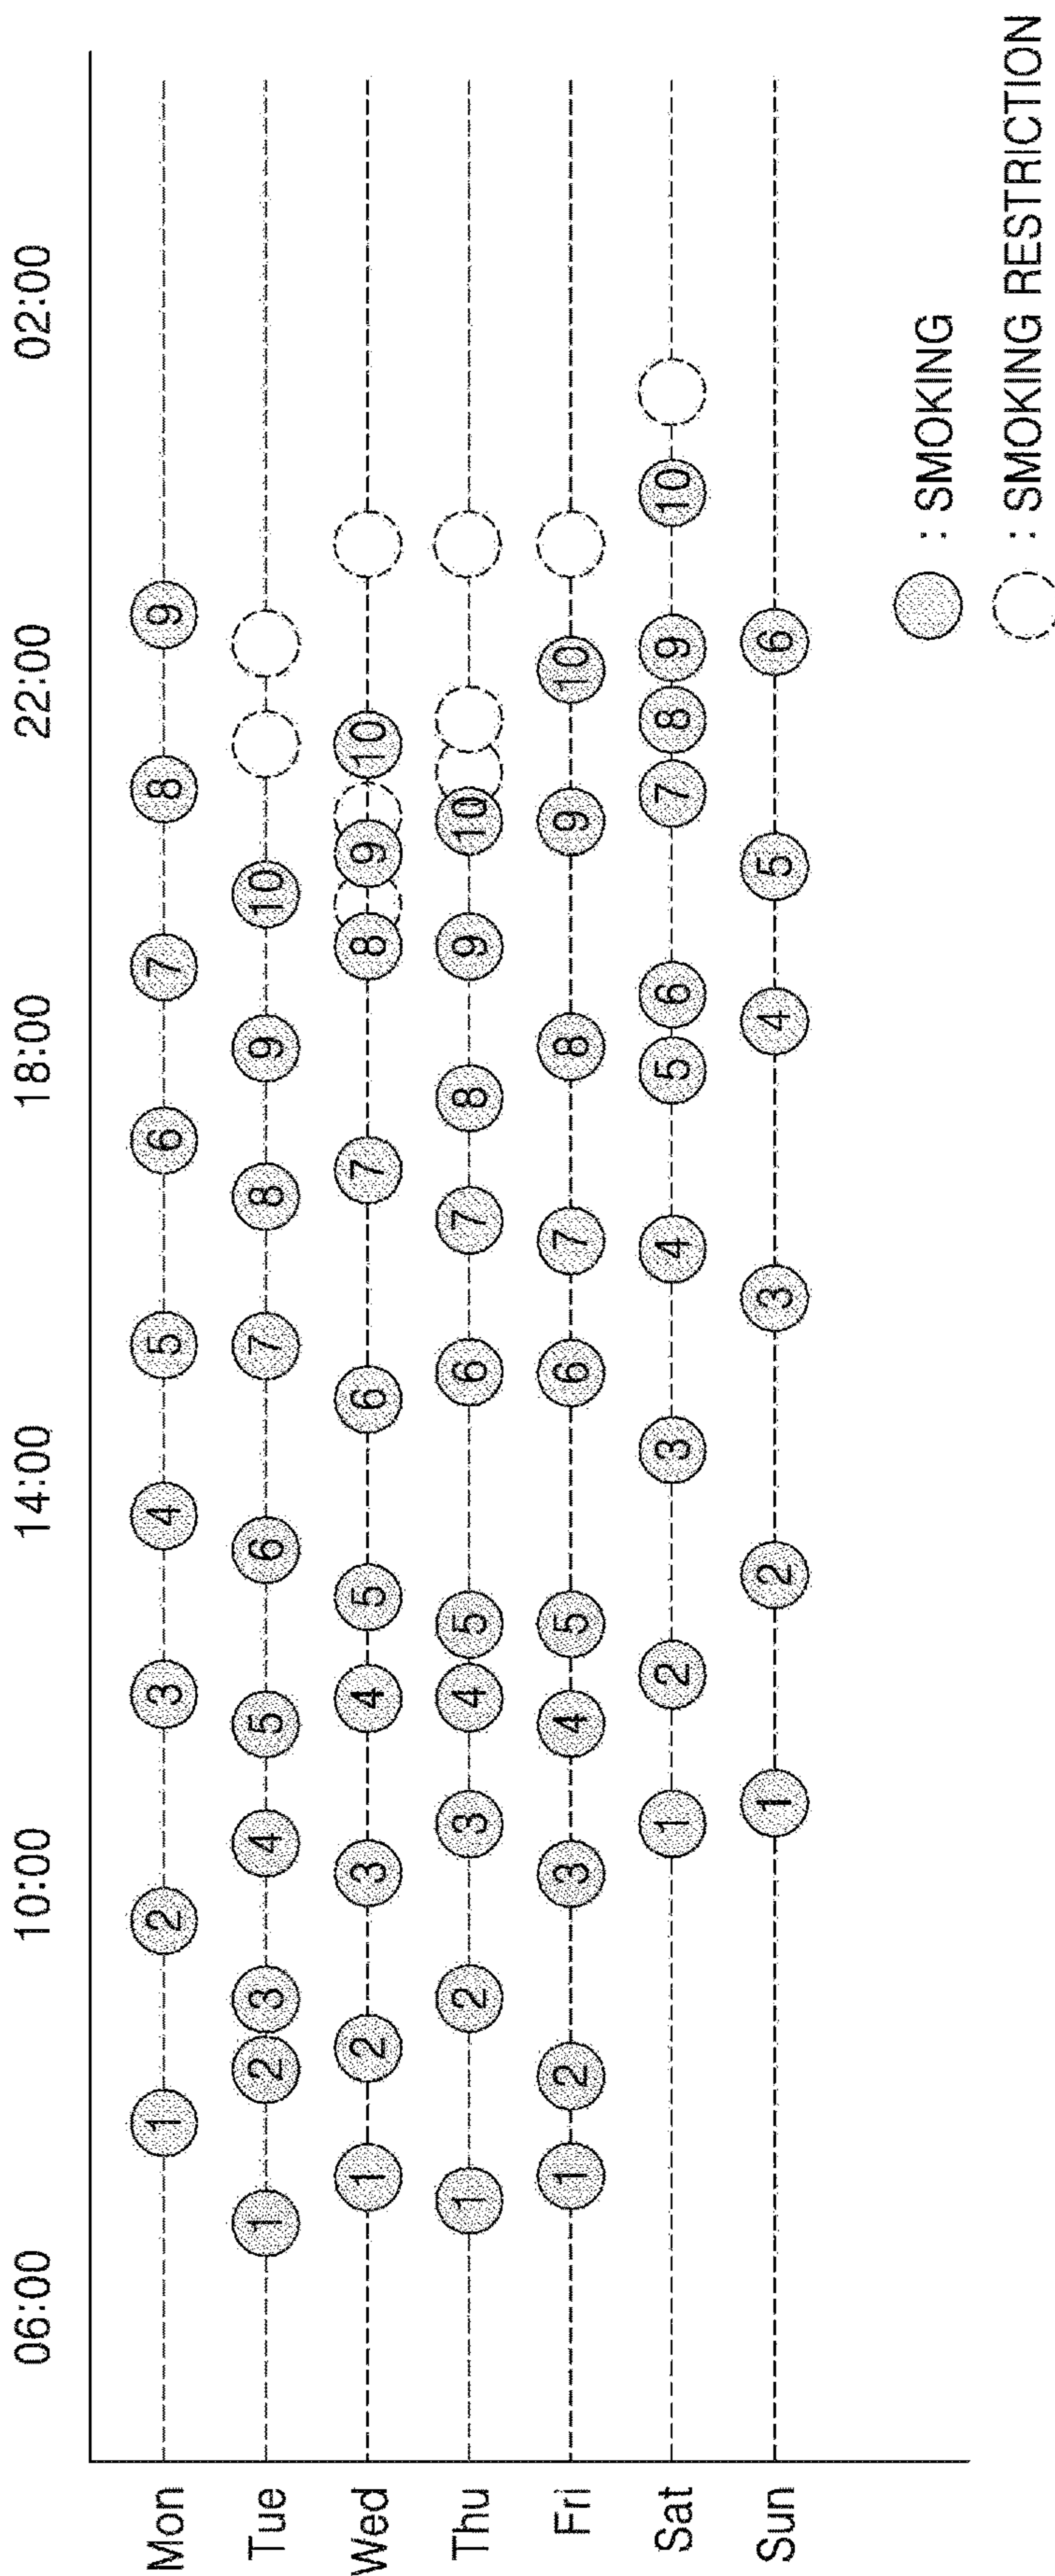 06:00 10:00 14:00 18:00 22:00 02:00
Mon 1 2 3 4 5 6 7 8 9
Tue 1 2 3 4 5 6 7 8 9 10
Wed 1 2 3 4 5 6 7 8 9 10
Thu 1 2 3 4 5 6 7 8 9 10
Fri 1 2 3 4 5 6 7 8 9 10
Sat 1 2 3 4 5 6 7 8 9 10
Sun 1 2 3 4 5 6
: SMOKING
: SMOKING RESTRICTION